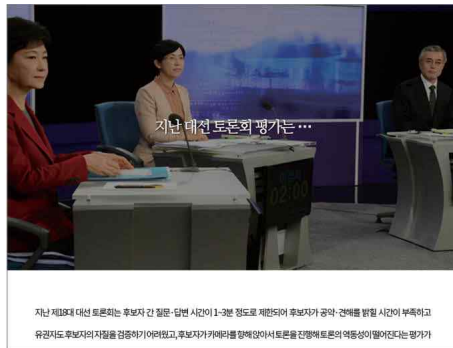 지난 대선 토론회 평가는 …
02:00
지난 제18대 대선 토론회는 후보자 간 질문·답변 시간이 1~3분 정도로 제한되어 후보자가 공약·견해를 밝힐 시간이 부족하고
유권자도 후보자의 자질을 검증하기 어려웠고, 후보자가 카메라를 향해 앉아서 토론을 진행해 토론의 역동성이 떨어진다는 평가가